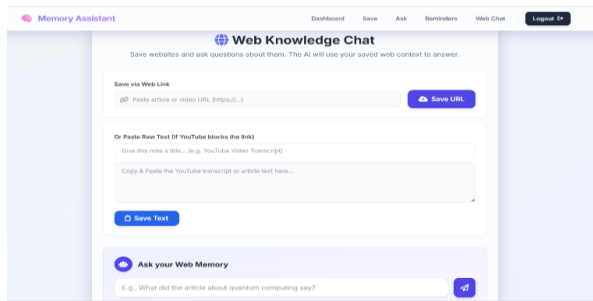 Memory Assistant
Dashboard Save Ask Reminders Web Chat Logout
Web Knowledge Chat
Save websites and ask questions about them. The AI will use your saved web context to answer.
Save via Web Link
Paste article or video URL (https://...)
Save URL
Or Paste Raw Text (If YouTube blocks the link)
Give this note a title... (e.g. YouTube Video Transcript)
Copy & Paste the YouTube transcript or article text here...
Save Text
Ask your Web Memory
E.g., What did the article about quantum computing say?